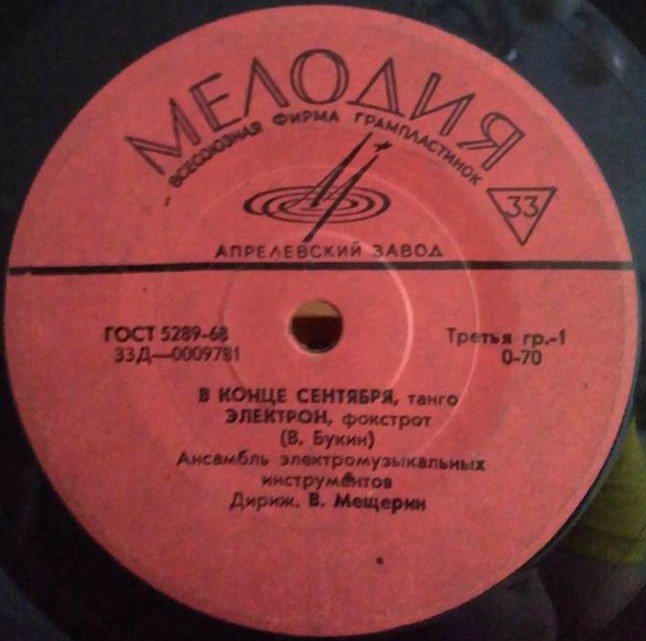 МЕЛОДИЯ
ВСЕСОЮЗНАЯ ФИРМА ГРАМПЛАСТИНОК
33
АПРЕЛЕВСКИЙ ЗАВОД
ГОСТ 5289-68
33Д—0009781
Третья гр.-1
0-70
В КОНЦЕ СЕНТЯБРЯ, танго
ЭЛЕКТРОН, фокстрот
(В. Букин)
Ансамбль электромузыкальных
инструментов
Дириж. В. Мещерин